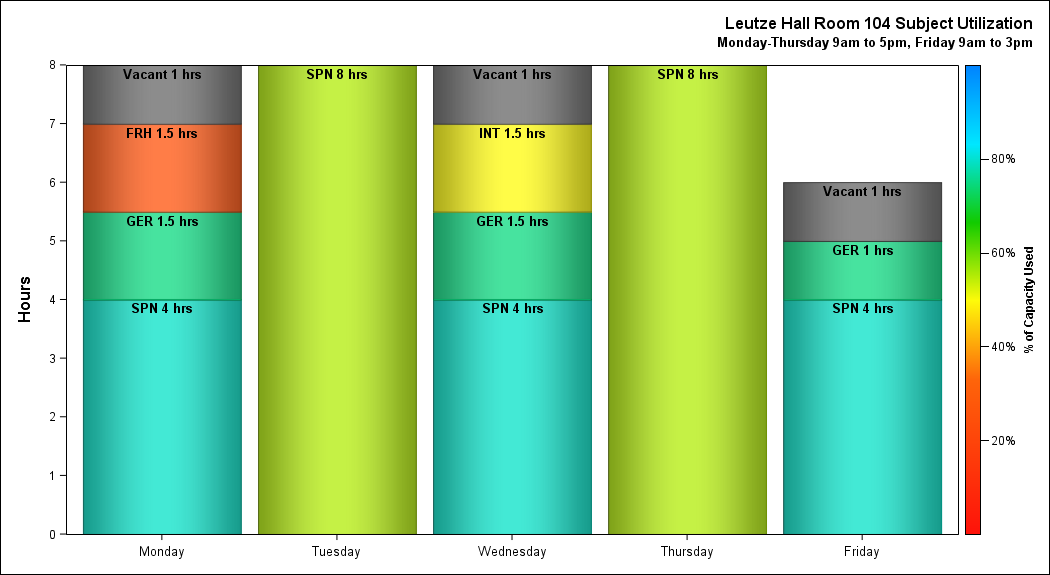 Leutze Hall Room 104 Subject Utilization
Monday-Thursday 9am to 5pm, Friday 9am to 3pm
Hours
8
7
6
5
4
3
2
1
0
Vacant 1 hrs
FRH 1.5 hrs
GER 1.5 hrs
SPN 4 hrs
SPN 8 hrs
Vacant 1 hrs
INT 1.5 hrs
GER 1.5 hrs
SPN 4 hrs
SPN 8 hrs
Vacant 1 hrs
GER 1 hrs
SPN 4 hrs
Monday
Tuesday
Wednesday
Thursday
Friday
80%
60%
40%
20%
% of Capacity Used